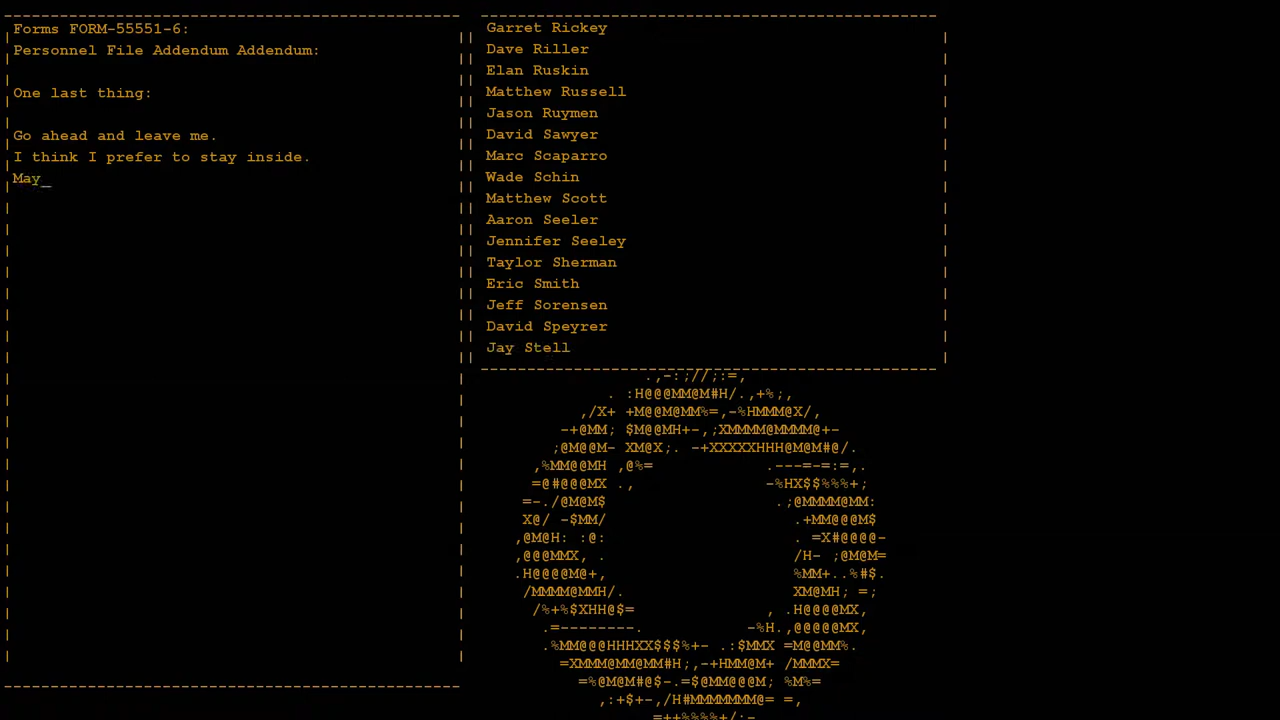 Forms FORM-55551-6:
Personnel File Addendum Addendum:
One last thing:
Go ahead and leave me.
I think I prefer to stay inside.
May_
Garret Rickey
Dave Riller
Elan Ruskin
Matthew Russell
Jason Ruymen
David Sawyer
Marc Scaparro
Wade Schin
Matthew Scott
Aaron Seeler
Jennifer Seeley
Taylor Sherman
Eric Smith
Jeff Sorensen
David Speyrer
Jay Stell